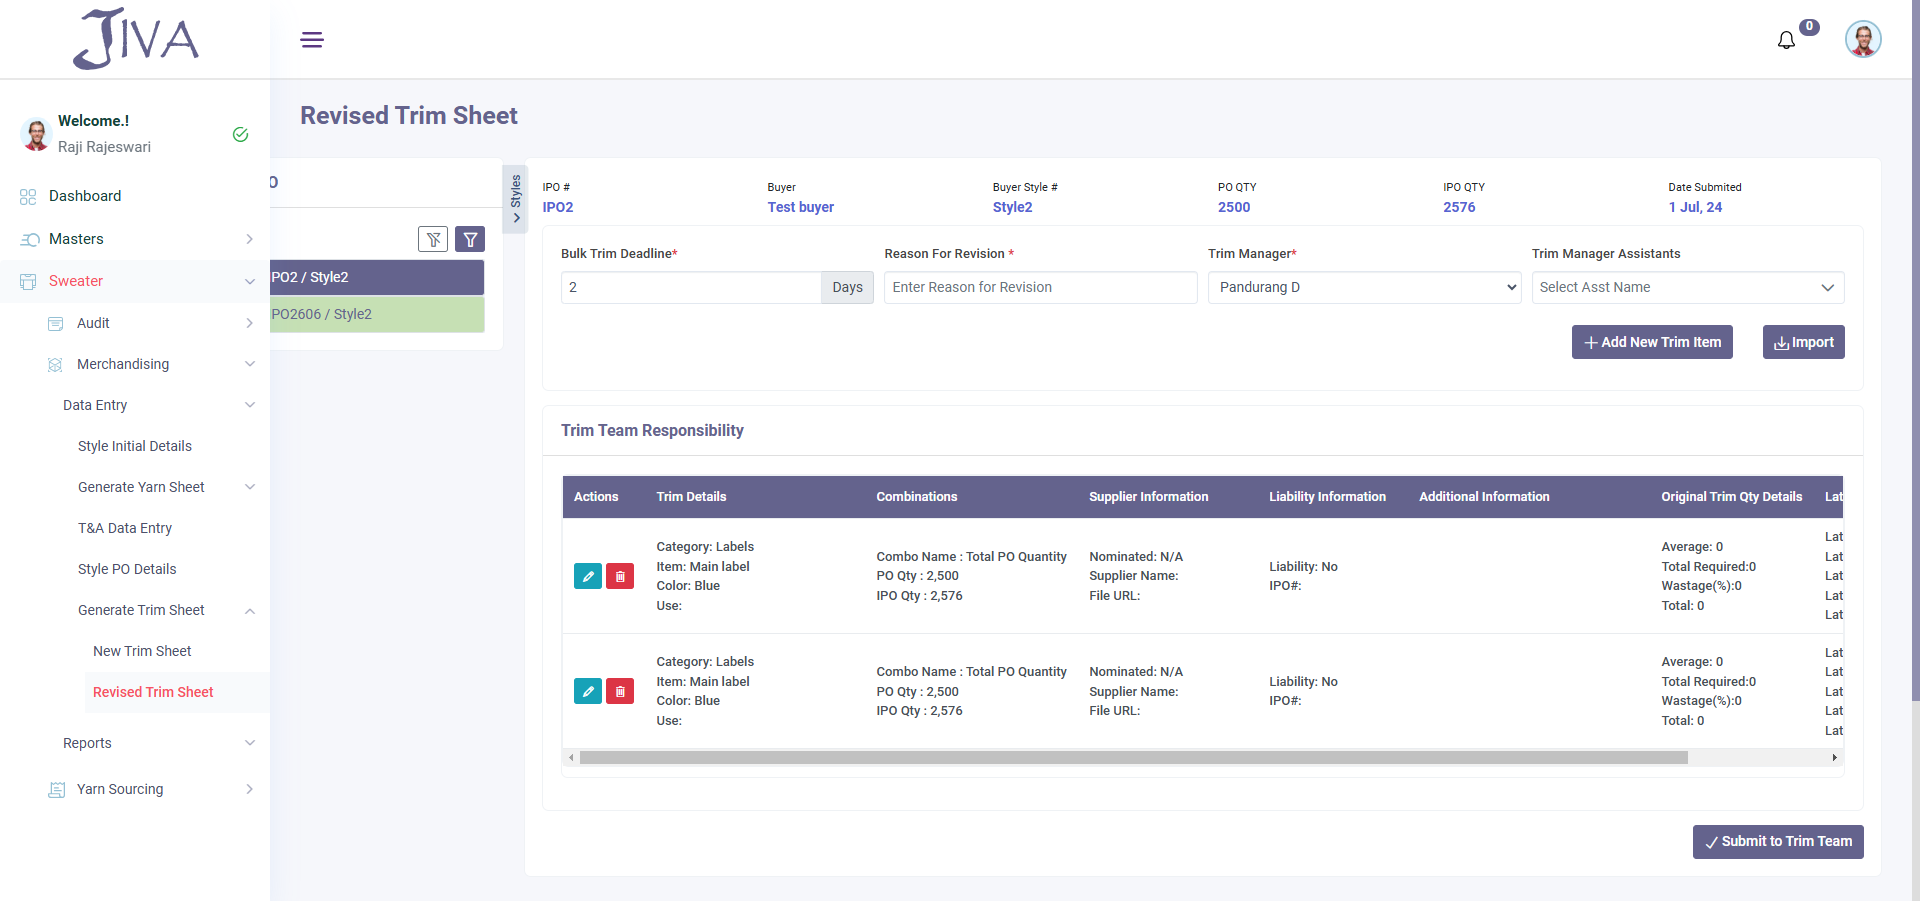 JIVA
0
Welcome.!
Raji Rajeswari
Dashboard
Masters
Sweater
Audit
Merchandising
Data Entry
Style Initial Details
Generate Yarn Sheet
T&A Data Entry
Style PO Details
Generate Trim Sheet
New Trim Sheet
Revised Trim Sheet
Reports
Yarn Sourcing
Revised Trim Sheet
O
PO2 / Style2
PO2606 / Style2
Styles
IPO # Buyer Buyer Style # PO QTY IPO QTY Date Submited
IPO2 Test buyer Style2 2500 2576 1 Jul, 24
Bulk Trim Deadline* Reason For Revision * Trim Manager* Trim Manager Assistants
2 Days Enter Reason for Revision Pandurang D Select Asst Name
Add New Trim Item Import
Trim Team Responsibility
Actions Trim Details Combinations Supplier Information Liability Information Additional Information Original Trim Qty Details Lat
Category: Labels
Item: Main label
Color: Blue
Use:
Combo Name : Total PO Quantity
PO Qty : 2,500
IPO Qty : 2,576
Nominated: N/A
Supplier Name:
File URL:
Liability: No
IPO#:
Average: 0
Total Required:0
Wastage(%):0
Total: 0
Lat
Lat
Lat
Lat
Lat
Category: Labels
Item: Main label
Color: Blue
Use:
Combo Name : Total PO Quantity
PO Qty : 2,500
IPO Qty : 2,576
Nominated: N/A
Supplier Name:
File URL:
Liability: No
IPO#:
Average: 0
Total Required:0
Wastage(%):0
Total: 0
Lat
Lat
Lat
Lat
Lat
Submit to Trim Team